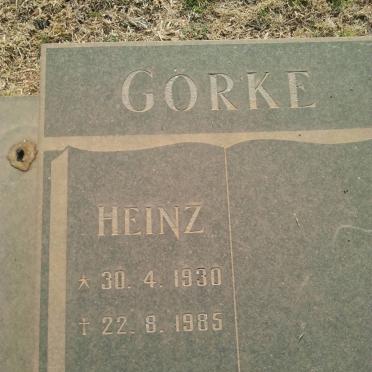 GÖRKE
HEINZ
* 30. 4. 1930
† 22. 8. 1985